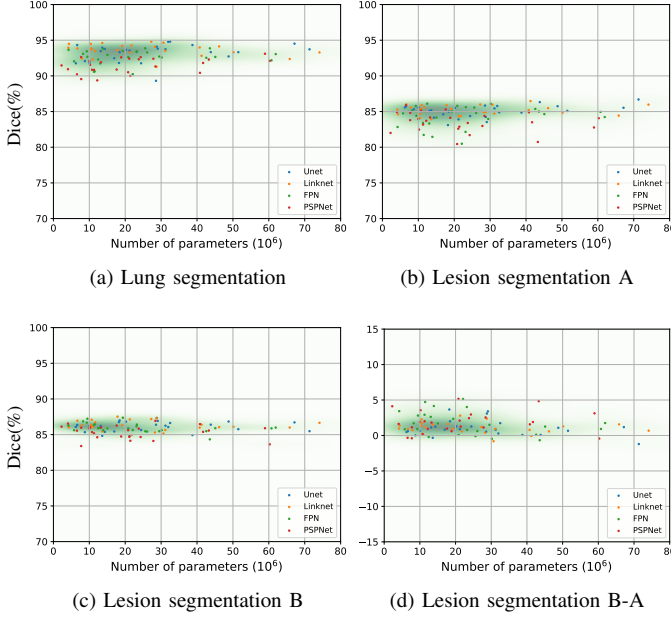 100
95
90
85
80
75
70
Dice(%)
0 10 20 30 40 50 60 70 80
Number of parameters (10⁶)
Unet
Linknet
FPN
PSPNet
(a) Lung segmentation
100
95
90
85
80
75
70
0 10 20 30 40 50 60 70 80
Number of parameters (10⁶)
Unet
Linknet
FPN
PSPNet
(b) Lesion segmentation A
100
95
90
85
80
75
70
Dice(%)
0 10 20 30 40 50 60 70 80
Number of parameters (10⁶)
Unet
Linknet
FPN
PSPNet
(c) Lesion segmentation B
15
10
5
0
−5
−10
−15
0 10 20 30 40 50 60 70 80
Number of parameters (10⁶)
Unet
Linknet
FPN
PSPNet
(d) Lesion segmentation B-A